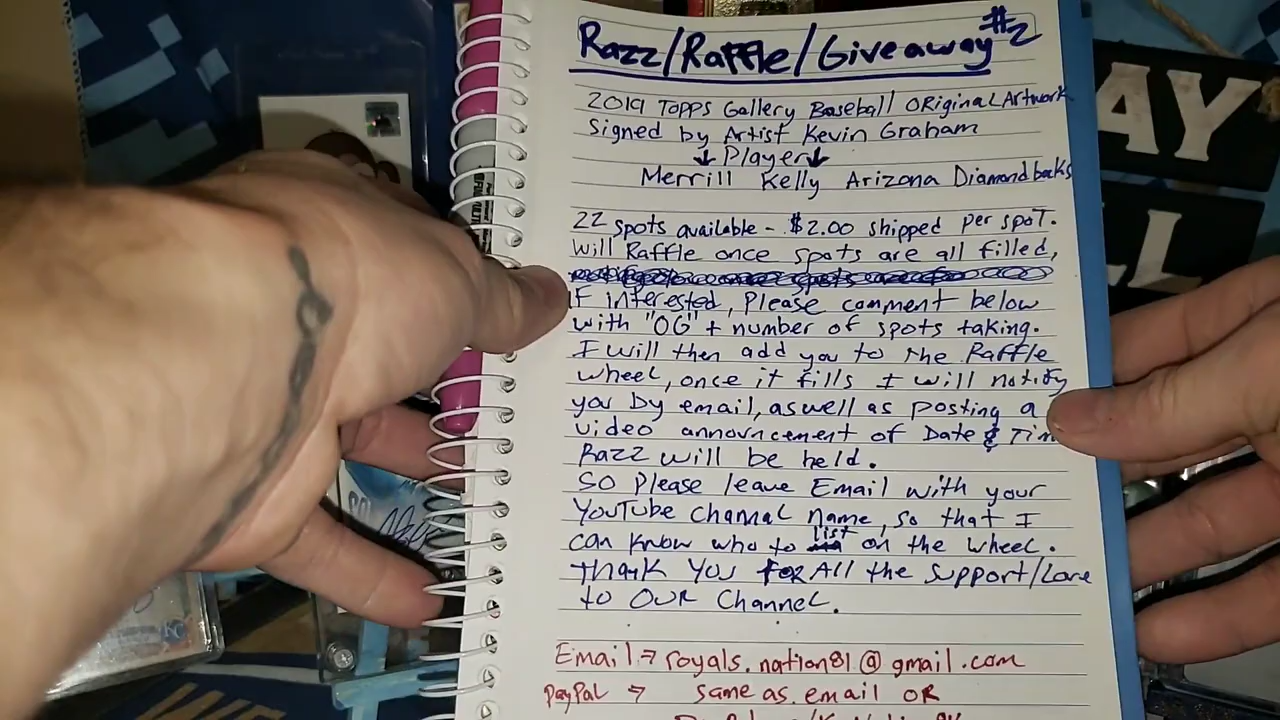 Razz/Raffle/Giveaway #2
2019 Topps Gallery Baseball ORiginaL Artwork
Signed by Artist Kevin Graham
↓ Player ↓
Merrill Kelly Arizona Diamondbacks
22 spots available - $2.00 shipped per spot.
Will Raffle once spots are all filled,
If interested, Please comment below
with "OG" + number of spots taking.
I will then add you to the Raffle
wheel, once it fills I will notify
you by email, aswell as posting a
video announcement of Date & Tim
Razz will be held.
SO Please leave Email with your
YouTube Channal name, so that I
can know who to list on the wheel.
Thank You FOR All the support/Love
to OUR Channel.
Email → royals.nation81@gmail.com
PayPal → same as email OR
AY
LL